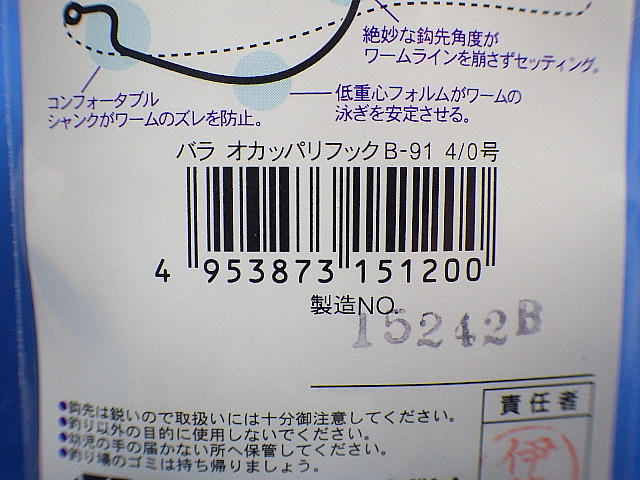 絶妙な鈎先角度が
ワームラインを崩さずセッティング。
コンフォータブル
シャンクがワームのズレを防止。
低重心フォルムがワームの
泳ぎを安定させる。
バラ オカッパリフックB-91 4/0号
4 953873 151200
製造NO.
15242B
●鈎先は鋭いので取扱いには十分御注意してください。
●釣り以外の目的に使用しないでください。
●幼児の手の届かない所へ保管してください。
●釣り場のゴミは持ち帰りましょう。
責任者
伊